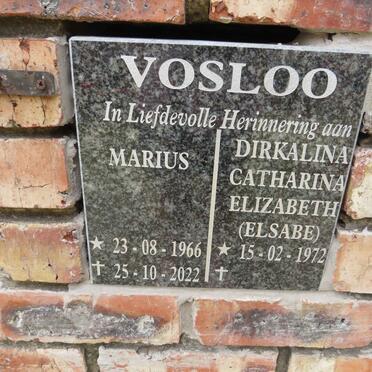 VOSLOO
In Liefdevolle Herinnering aan
MARIUS
23-08-1966
25-10-2022
DIRKALINA
CATHARINA
ELIZABETH
(ELSABE)
15-02-1972